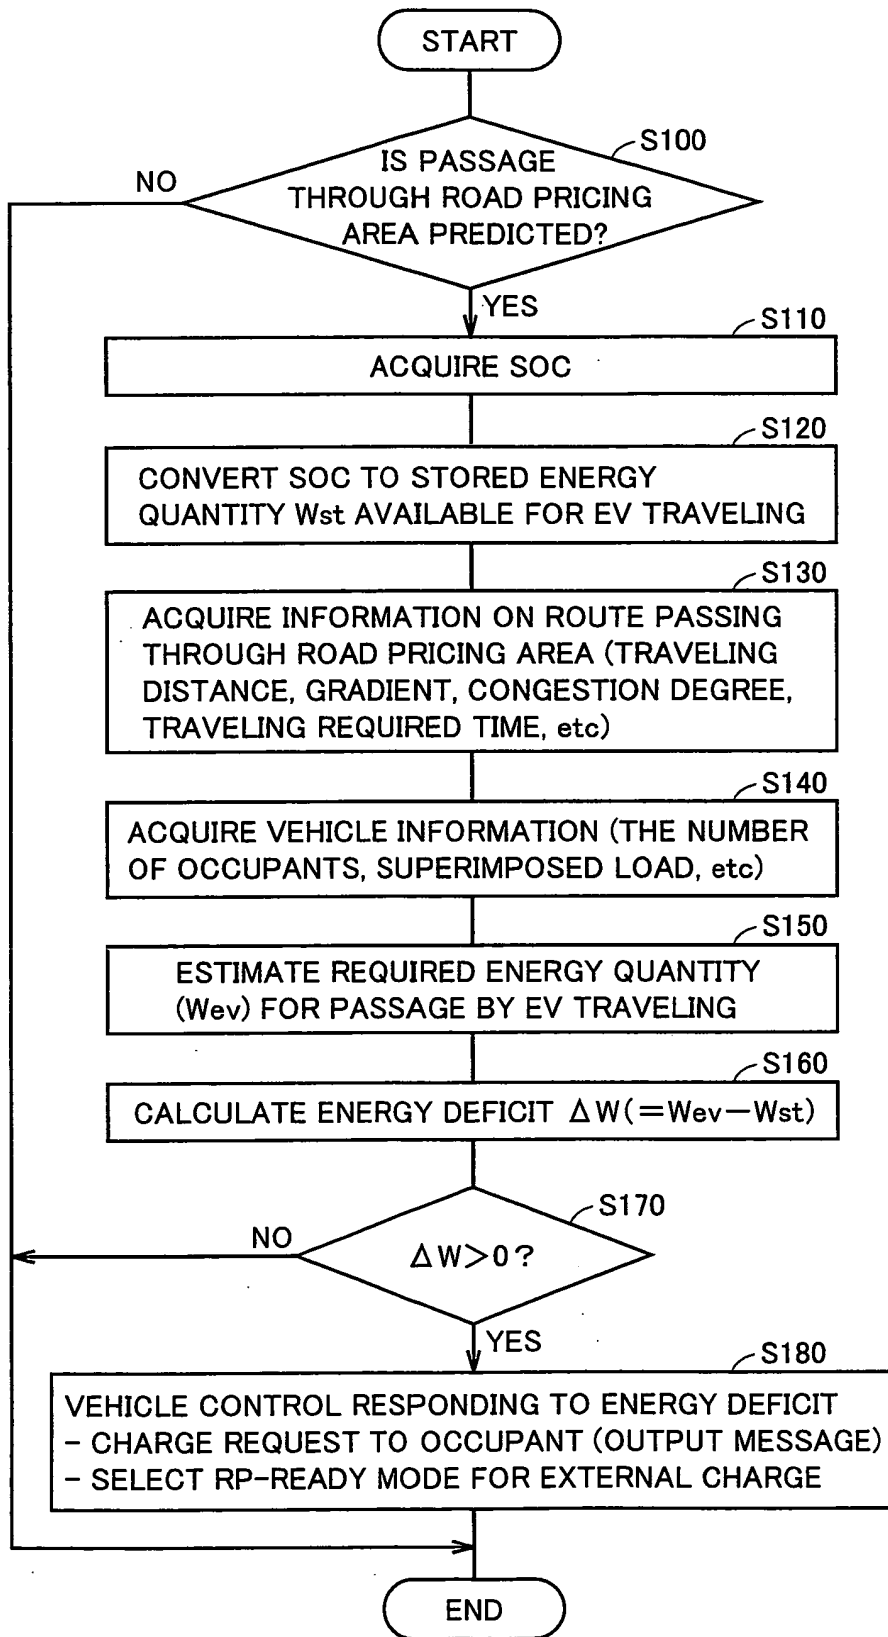 START
S100
IS PASSAGE
THROUGH ROAD PRICING
AREA PREDICTED?
NO
YES
S110
ACQUIRE SOC
S120
CONVERT SOC TO STORED ENERGY
QUANTITY Wst AVAILABLE FOR EV TRAVELING
S130
ACQUIRE INFORMATION ON ROUTE PASSING
THROUGH ROAD PRICING AREA (TRAVELING
DISTANCE, GRADIENT, CONGESTION DEGREE,
TRAVELING REQUIRED TIME, etc)
S140
ACQUIRE VEHICLE INFORMATION (THE NUMBER
OF OCCUPANTS, SUPERIMPOSED LOAD, etc)
S150
ESTIMATE REQUIRED ENERGY QUANTITY
(Wev) FOR PASSAGE BY EV TRAVELING
S160
CALCULATE ENERGY DEFICIT ΔW(=Wev−Wst)
S170
NO
ΔW>0?
YES
S180
VEHICLE CONTROL RESPONDING TO ENERGY DEFICIT
- CHARGE REQUEST TO OCCUPANT (OUTPUT MESSAGE)
- SELECT RP-READY MODE FOR EXTERNAL CHARGE
END